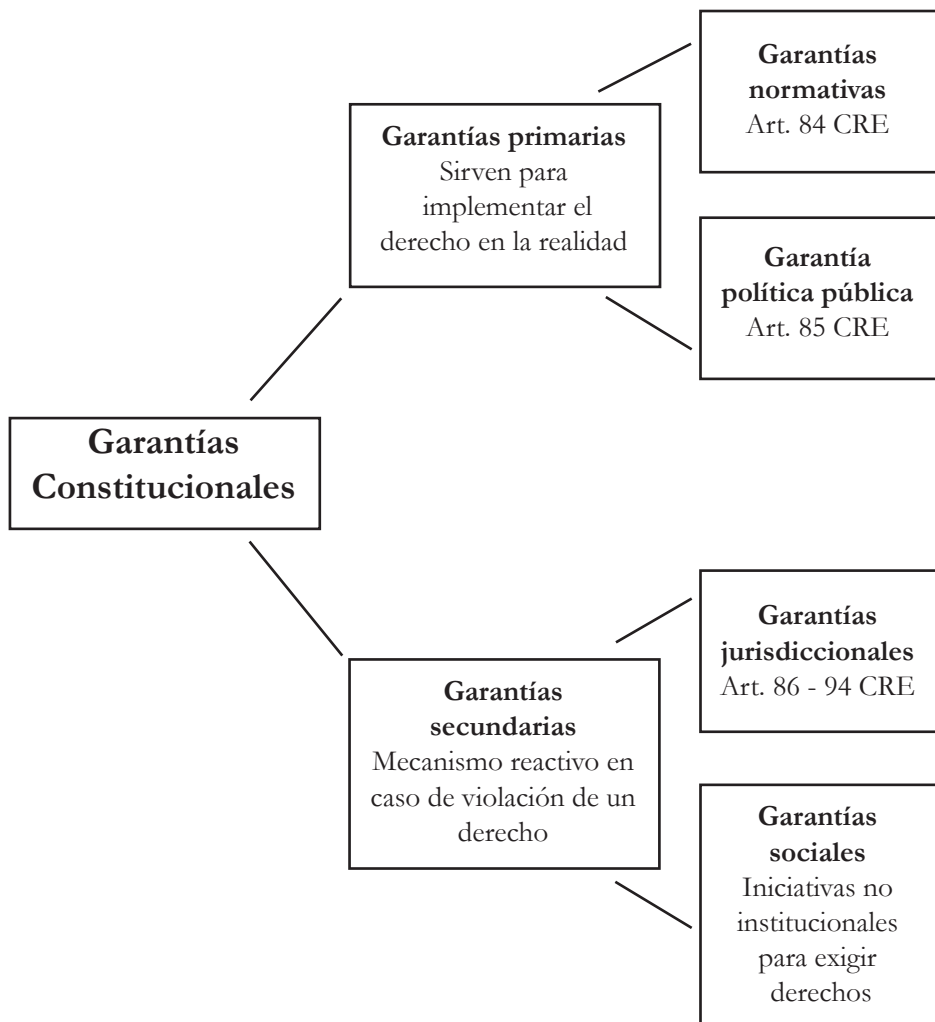 Garantías
Constitucionales
Garantías primarias
Sirven para
implementar el
derecho en la realidad
Garantías
normativas
Art. 84 CRE
Garantía
política pública
Art. 85 CRE
Garantías
secundarias
Mecanismo reactivo en
caso de violación de un
derecho
Garantías
jurisdiccionales
Art. 86 - 94 CRE
Garantías
sociales
Iniciativas no
institucionales
para exigir
derechos